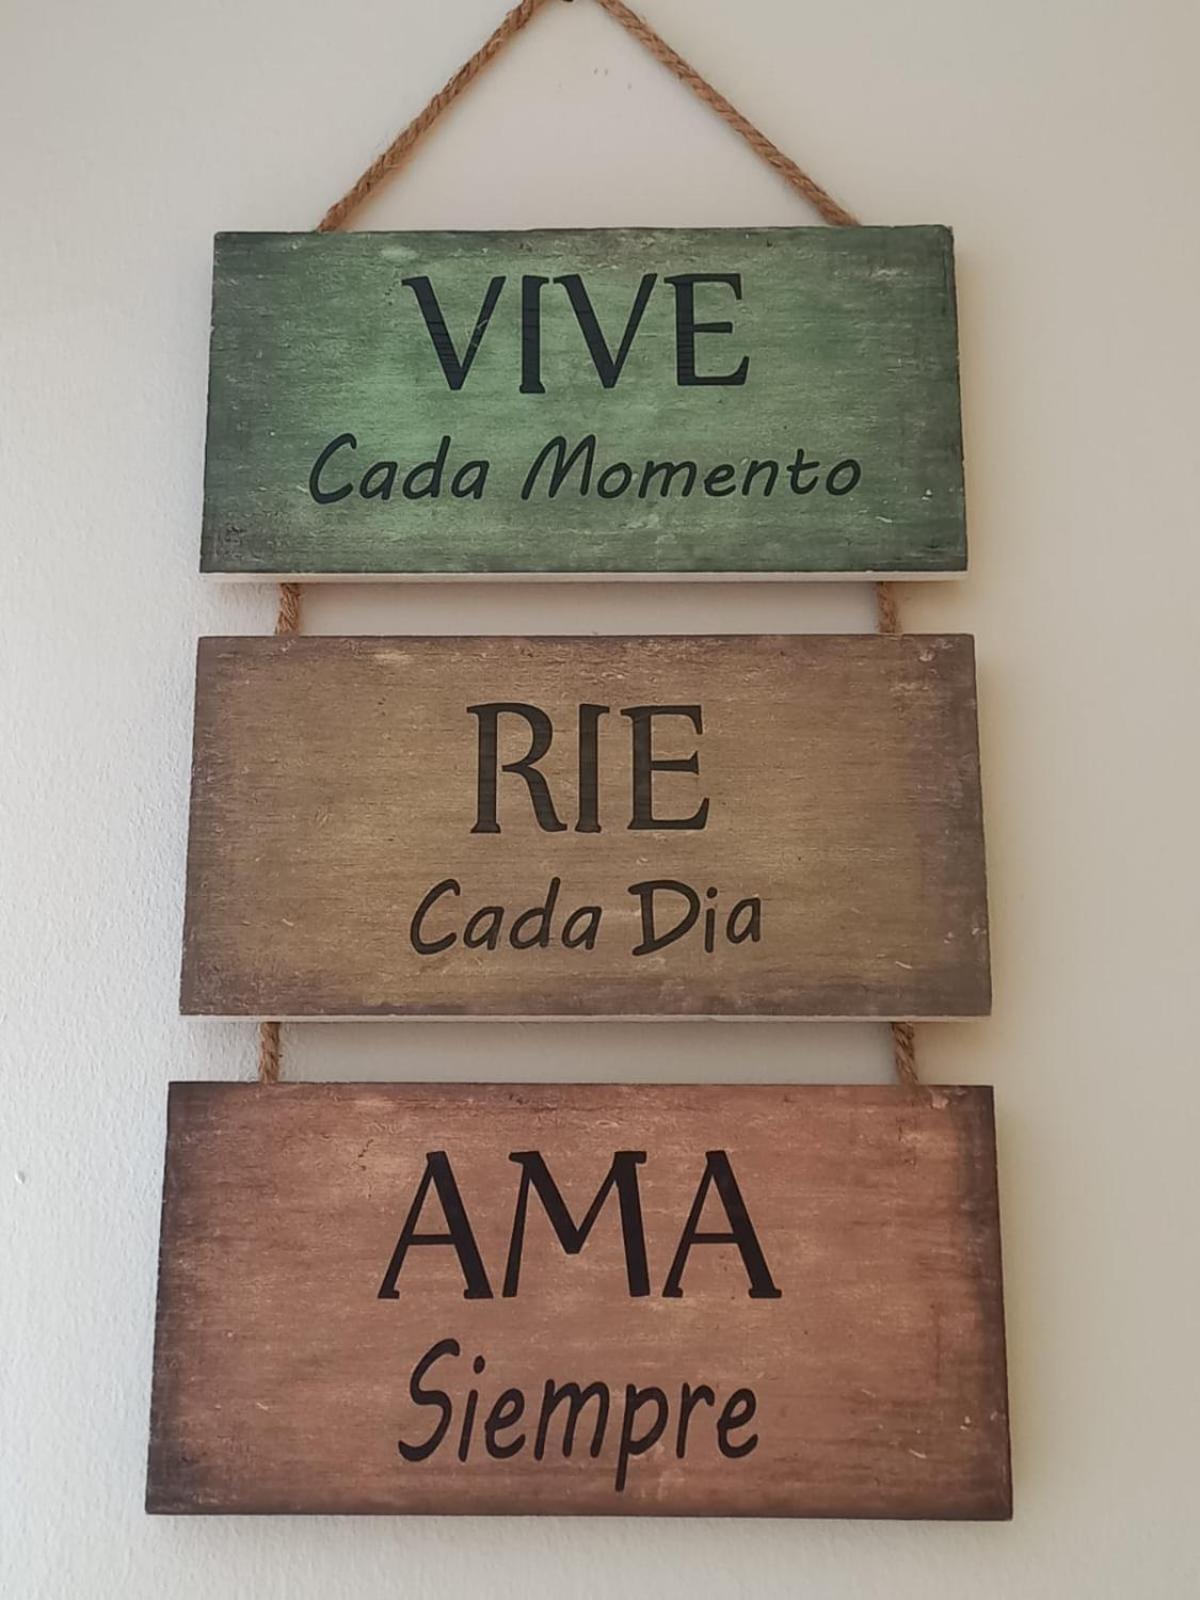 VIVE
Cada Momento
RIE
Cada Dia
AMA
Siempre